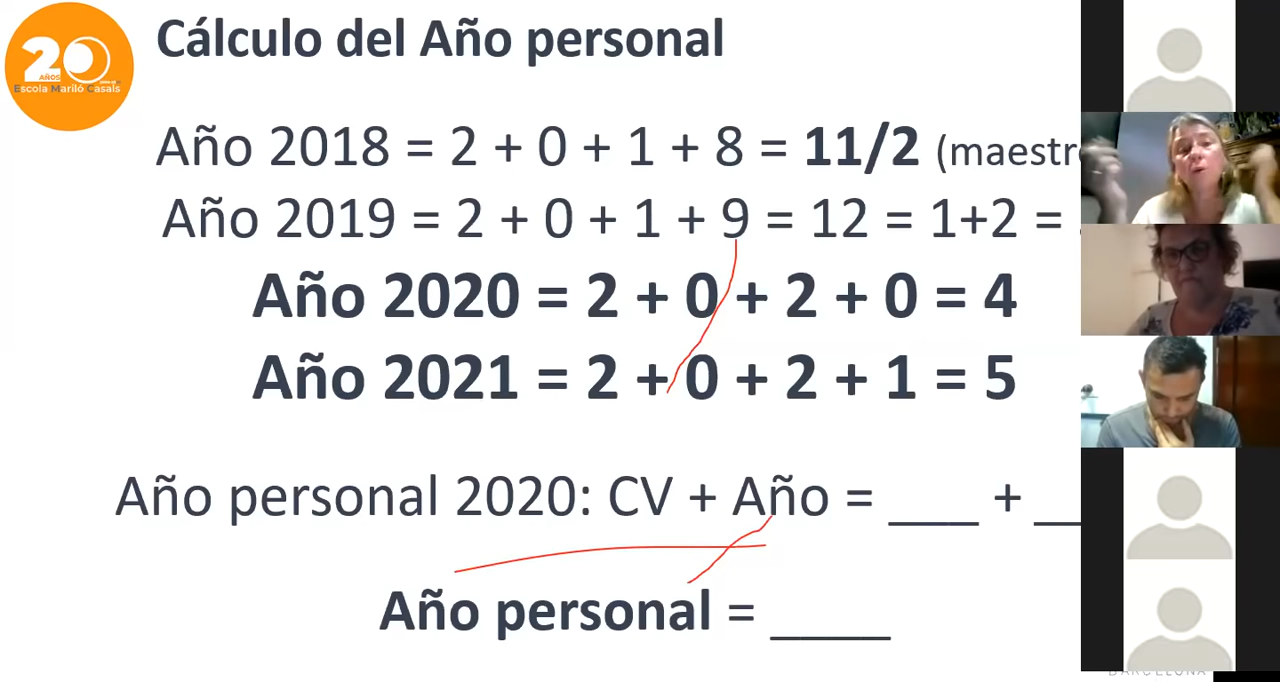 20
AÑOS
Escola Mariló Casals
Cálculo del Año personal
Año 2018 = 2 + 0 + 1 + 8 = 11/2 (maestr
Año 2019 = 2 + 0 + 1 + 9 = 12 = 1+2 =
Año 2020 = 2 + 0 + 2 + 0 = 4
Año 2021 = 2 + 0 + 2 + 1 = 5
Año personal 2020: CV + Año = ___ + __
Año personal = ____
BARCELONA